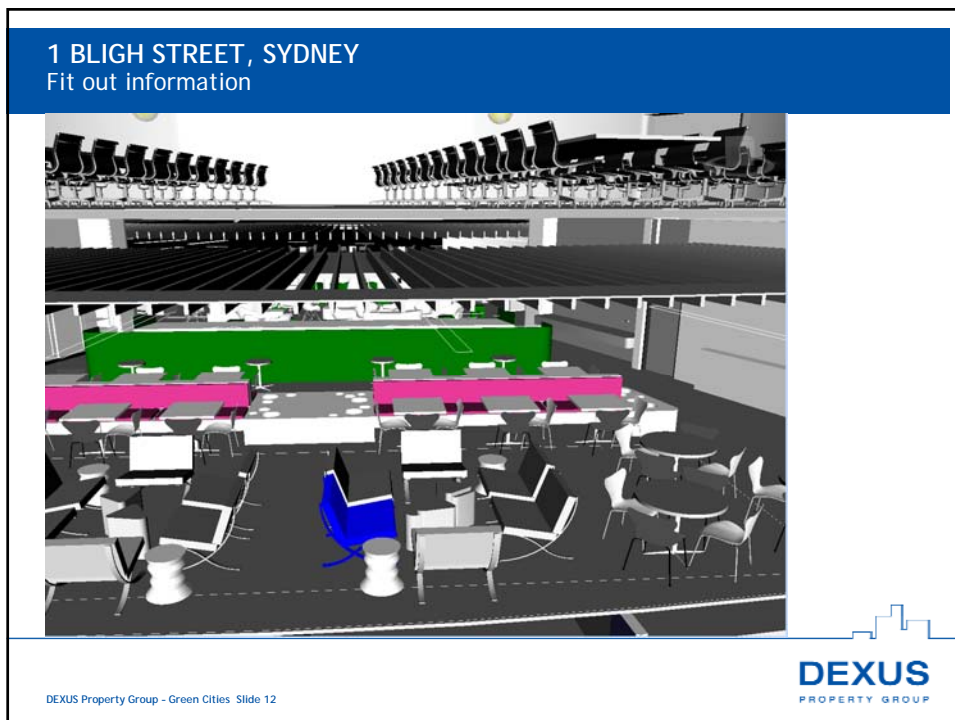 1 BLIGH STREET, SYDNEY
Fit out information
DEXUS Property Group - Green Cities Slide 12
DEXUS
PROPERTY GROUP